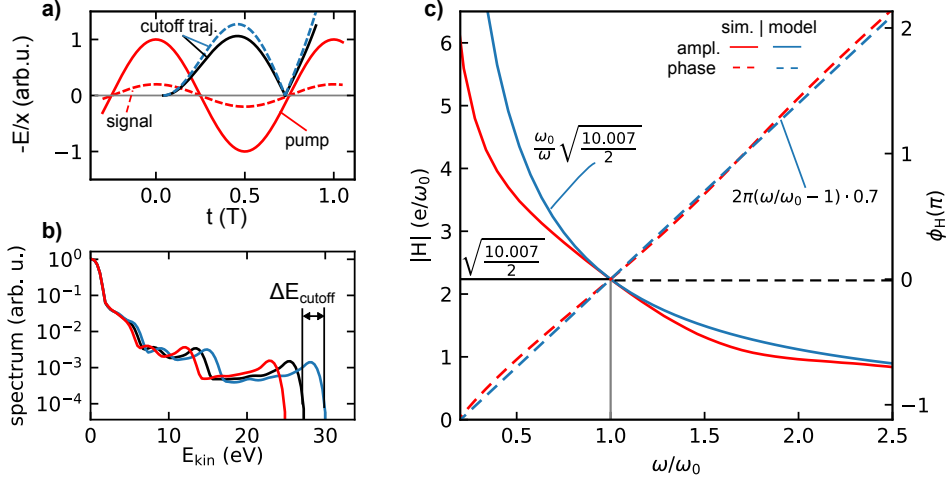 a)
-E/x (arb.u.)
1
0
−1
cutoff traj.
signal
pump
0.0 0.5 1.0
t (T)
b)
spectrum (arb. u.)
10⁰
10⁻¹
10⁻²
10⁻³
10⁻⁴
ΔE_cutoff
0 10 20 30
E_kin (eV)
c)
|H| (e/ω₀)
6
5
4
3
2
1
0
sim. | model
ampl.
phase
ω₀/ω √(10.007/2)
√(10.007/2)
2π(ω/ω₀ − 1) · 0.7
2
1
0
−1
ϕ_H(π)
0.5 1.0 1.5 2.0 2.5
ω/ω₀